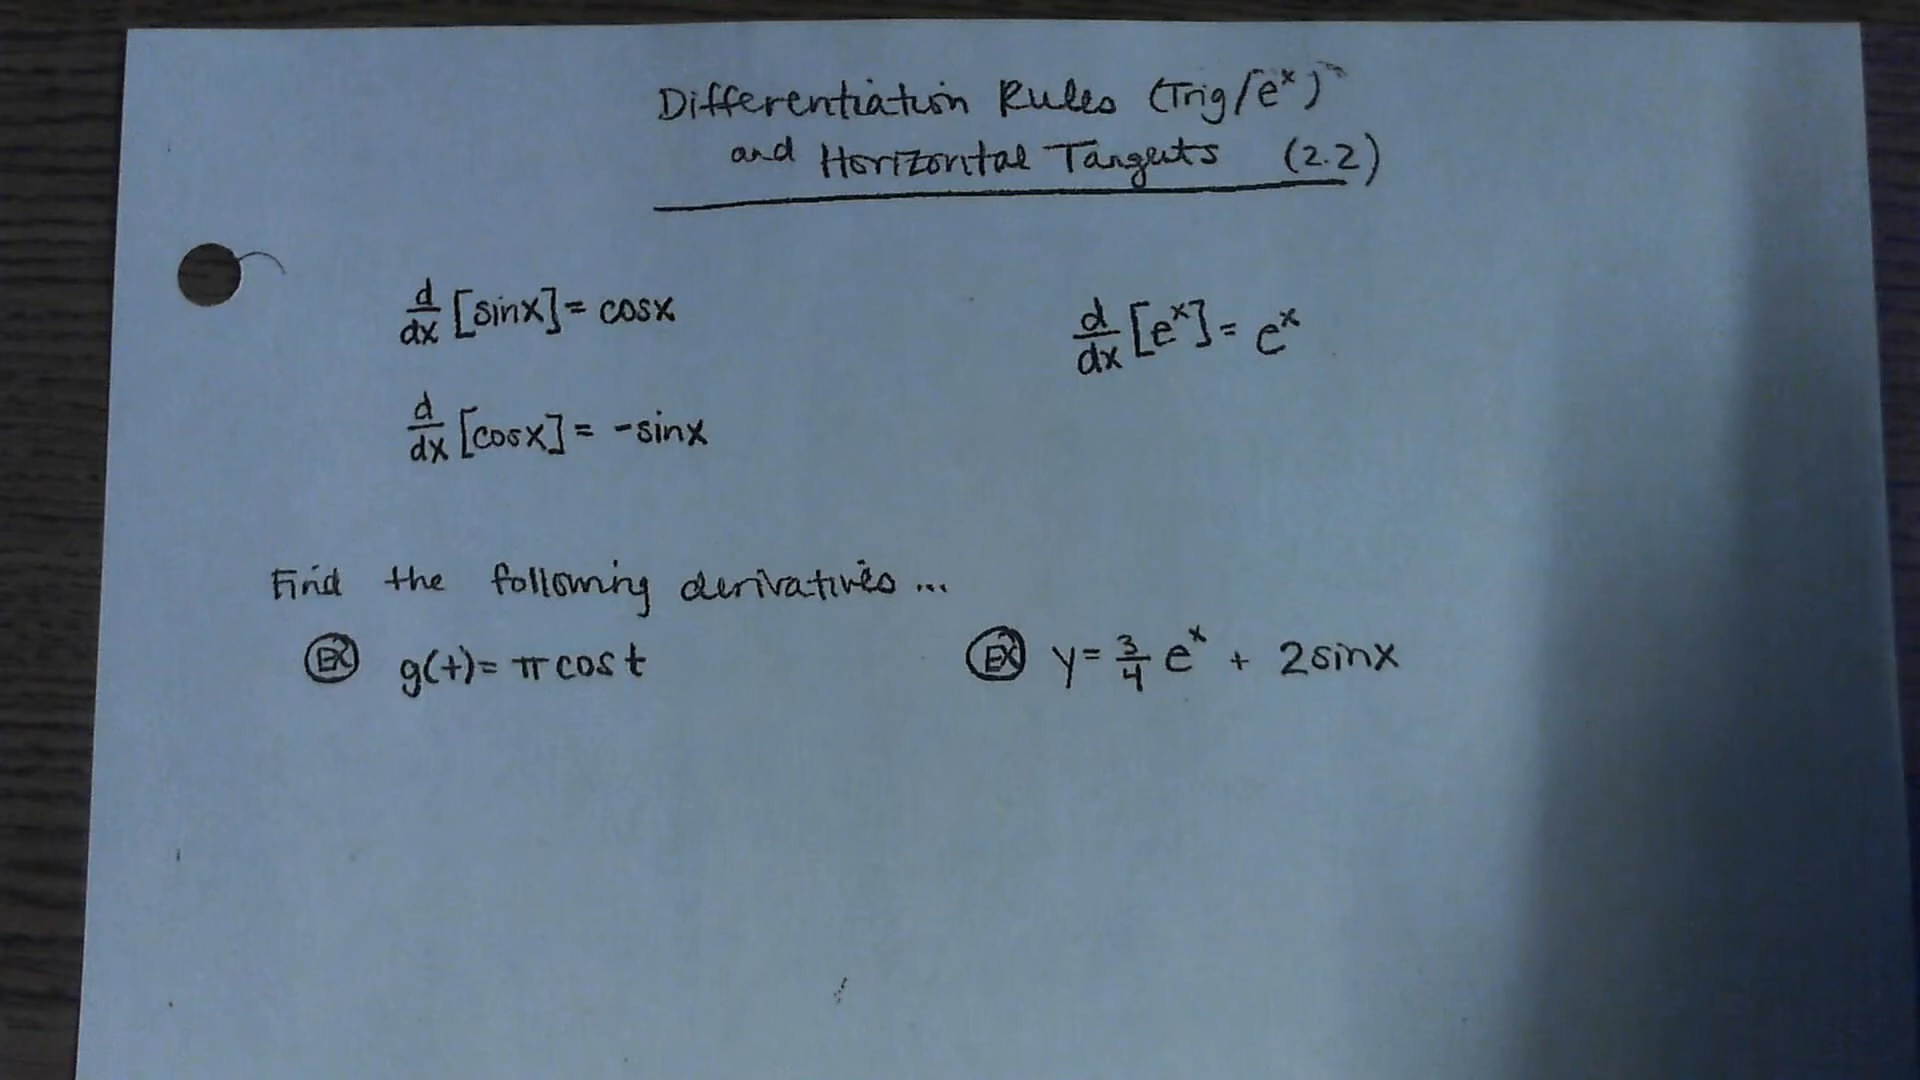 Differentiation Rules (Trig/eˣ)
and Horizontal Tangents (2.2)
d/dx [sinx] = cosx
d/dx [eˣ] = eˣ
d/dx [cosx] = -sinx
Find the following derivatives...
EX g(t) = π cos t
EX y = 3/4 eˣ + 2sinx